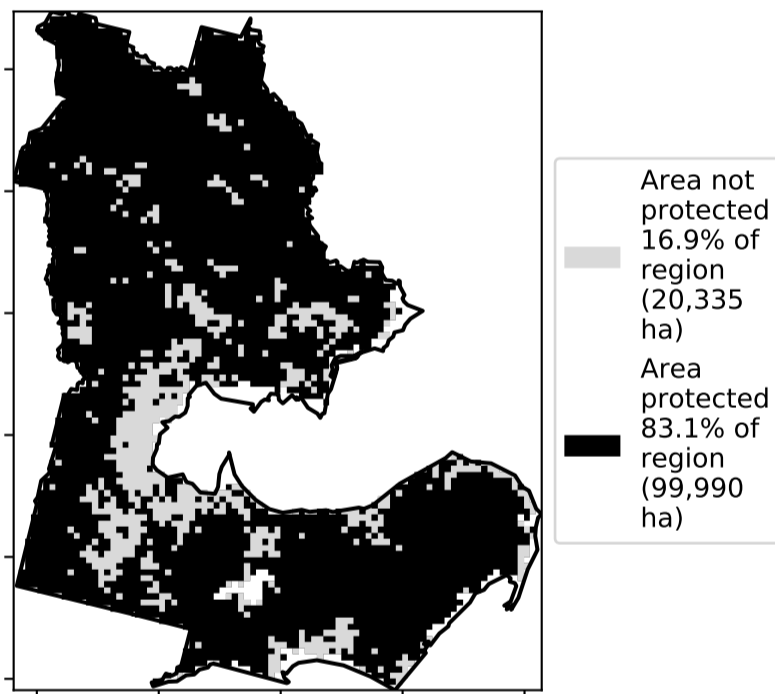 Area not
protected
16.9% of
region
(20,335
ha)
Area
protected
83.1% of
region
(99,990
ha)